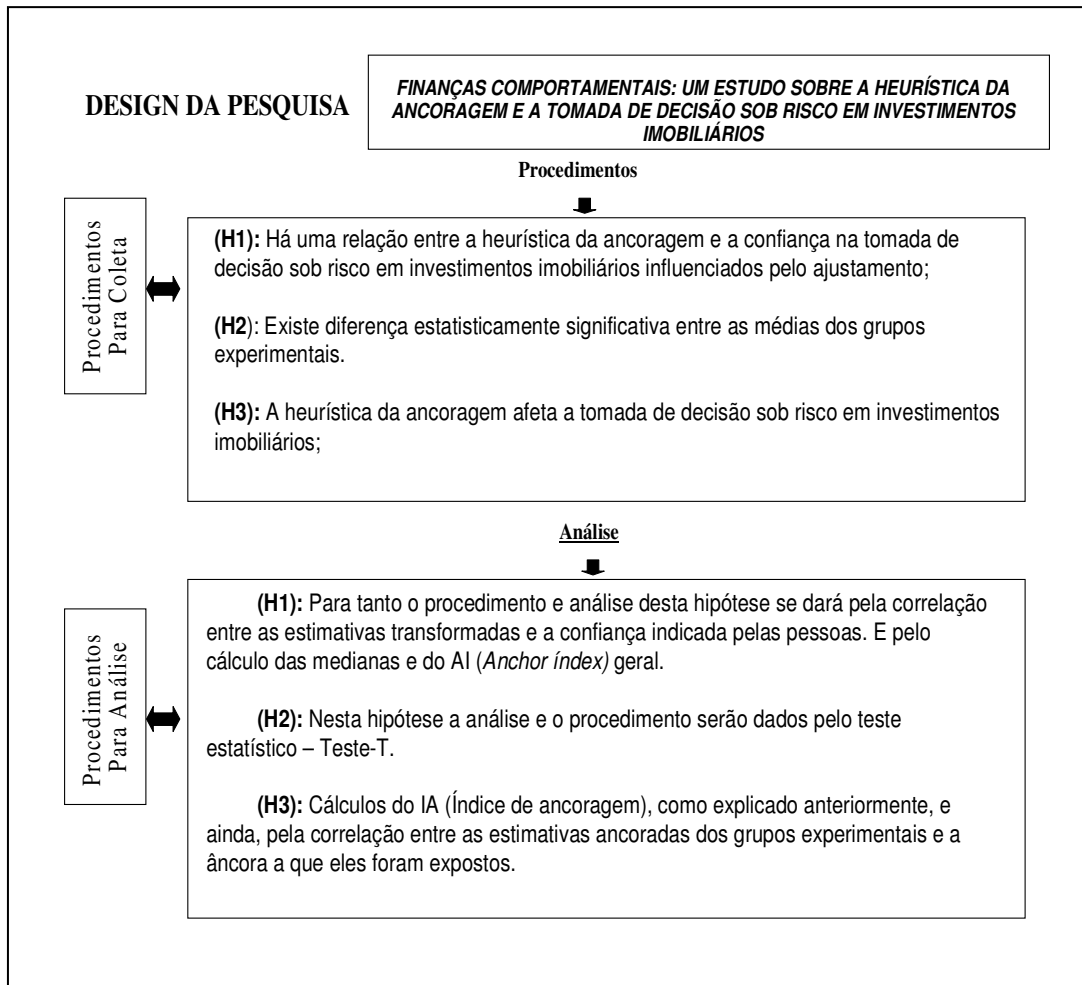 DESIGN DA PESQUISA
FINANÇAS COMPORTAMENTAIS: UM ESTUDO SOBRE A HEURÍSTICA DA
ANCORAGEM E A TOMADA DE DECISÃO SOB RISCO EM INVESTIMENTOS
IMOBILIÁRIOS
Procedimentos
Procedimentos
Para Coleta
(H1): Há uma relação entre a heurística da ancoragem e a confiança na tomada de
decisão sob risco em investimentos imobiliários influenciados pelo ajustamento;
(H2): Existe diferença estatisticamente significativa entre as médias dos grupos
experimentais.
(H3): A heurística da ancoragem afeta a tomada de decisão sob risco em investimentos
imobiliários;
Análise
Procedimentos
Para Análise
(H1): Para tanto o procedimento e análise desta hipótese se dará pela correlação
entre as estimativas transformadas e a confiança indicada pelas pessoas. E pelo
cálculo das medianas e do AI (Anchor índex) geral.
(H2): Nesta hipótese a análise e o procedimento serão dados pelo teste
estatístico – Teste-T.
(H3): Cálculos do IA (Índice de ancoragem), como explicado anteriormente, e
ainda, pela correlação entre as estimativas ancoradas dos grupos experimentais e a
âncora a que eles foram expostos.